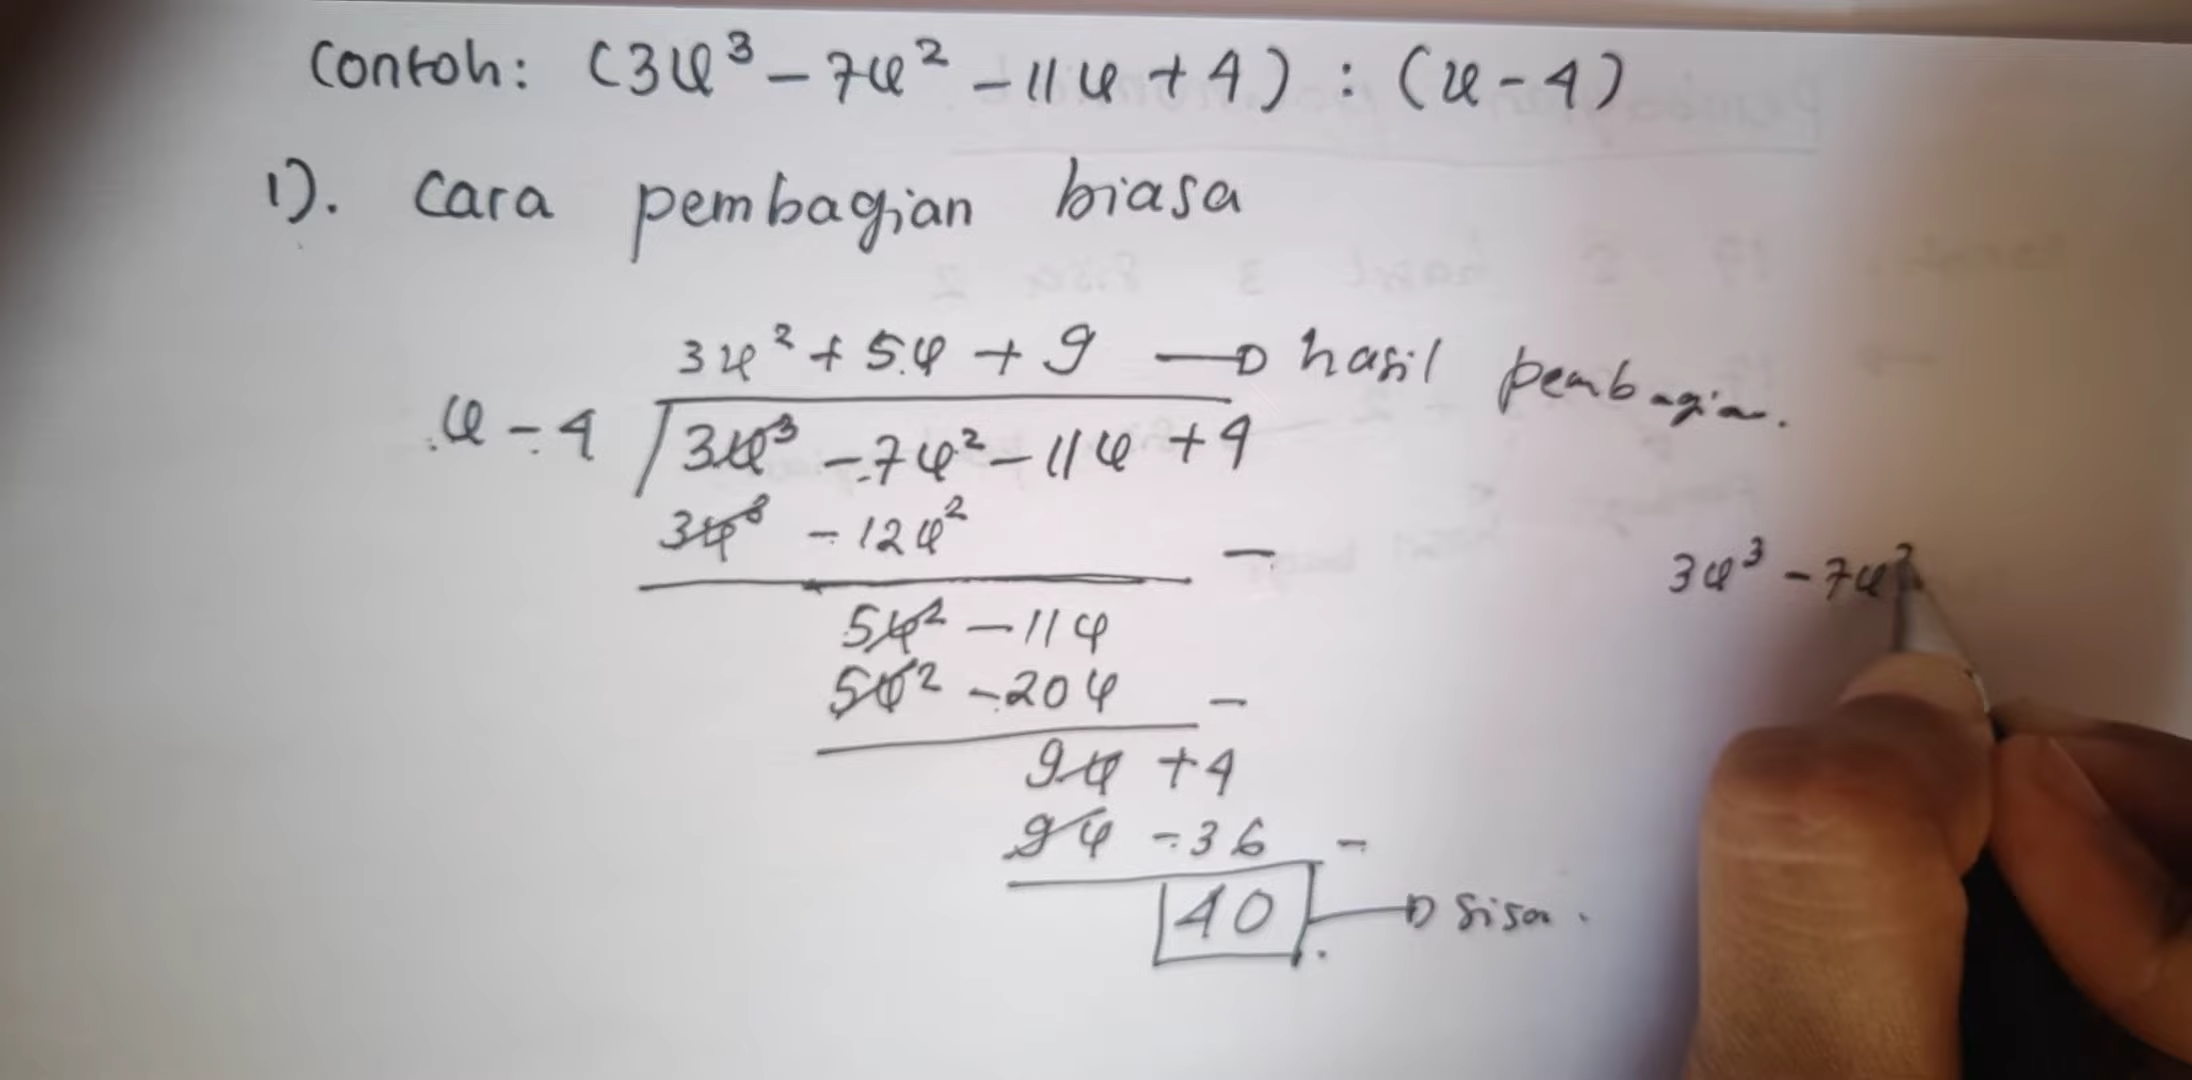 Contoh: (3x³ - 7x² - 11x + 4) : (x - 4)
1). Cara pembagian biasa
3x² + 5x + 9 → hasil pembagian.
x - 4 / 3x³ - 7x² - 11x + 4
3x³ - 12x² -
5x² - 11x
5x² - 20x -
9x + 4
9x - 36 -
40 → sisa.
3x³ - 7x²